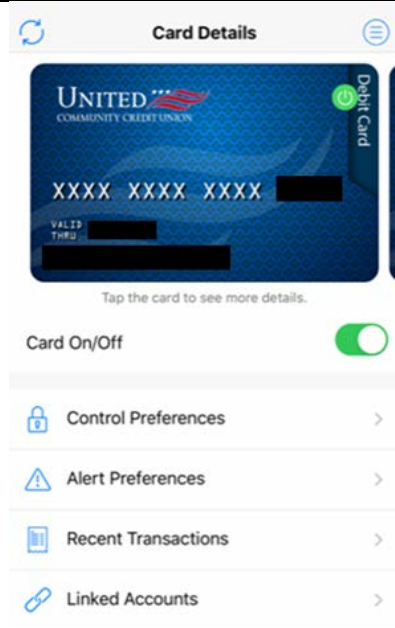 Card Details
UNITED
COMMUNITY CREDIT UNION
Debit Card
XXXX XXXX XXXX
VALID
THRU
Tap the card to see more details.
Card On/Off
Control Preferences
Alert Preferences
Recent Transactions
Linked Accounts